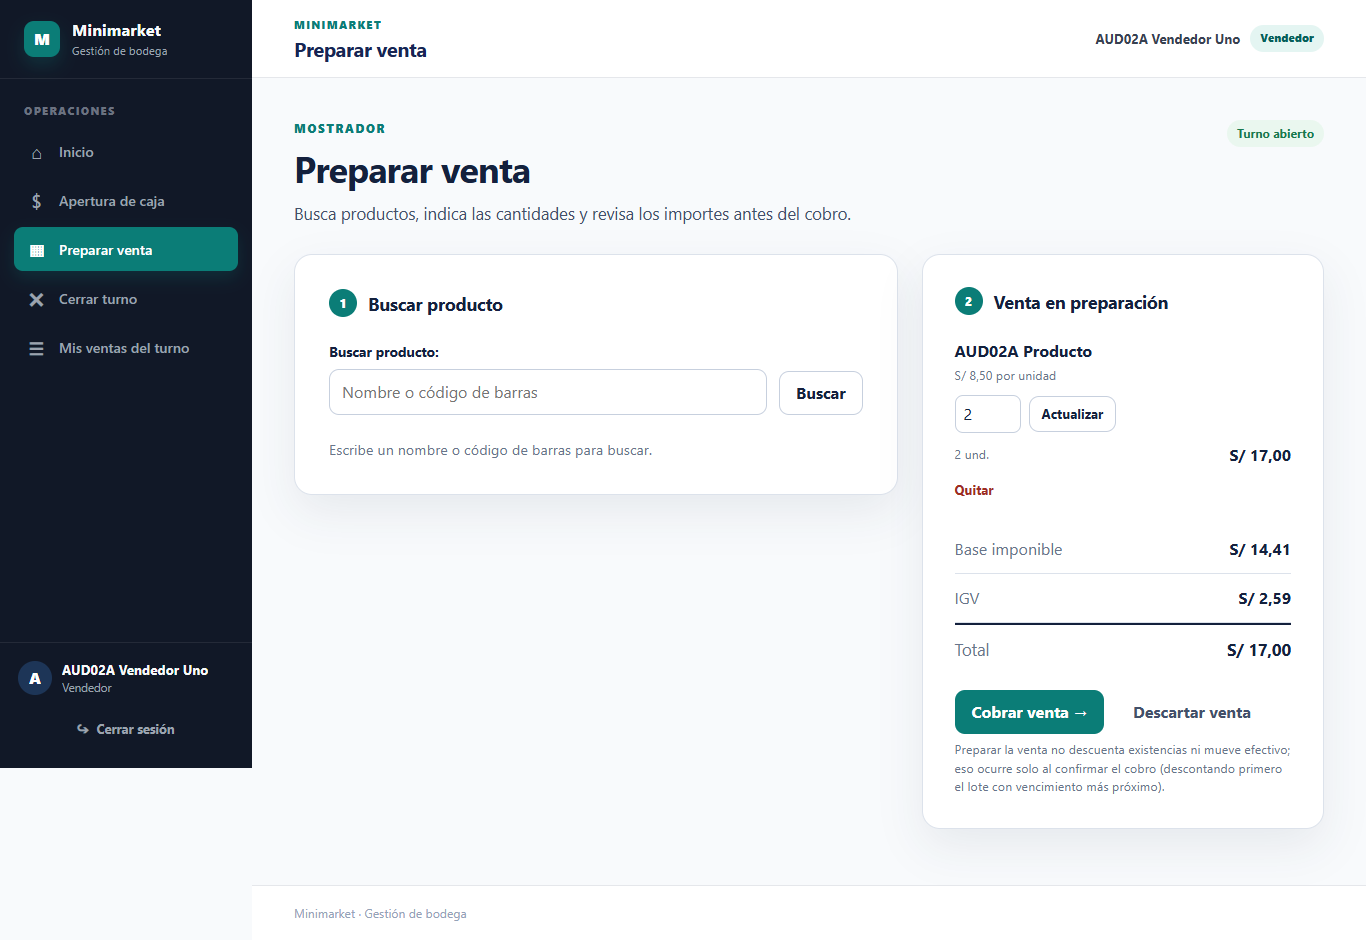 M
Minimarket
Gestión de bodega
OPERACIONES
Inicio
$ Apertura de caja
Preparar venta
Cerrar turno
Mis ventas del turno
A
AUD02A Vendedor Uno
Vendedor
Cerrar sesión
MINIMARKET
Preparar venta
AUD02A Vendedor Uno
Vendedor
MOSTRADOR
Turno abierto
Preparar venta
Busca productos, indica las cantidades y revisa los importes antes del cobro.
1 Buscar producto
Buscar producto:
Nombre o código de barras
Buscar
Escribe un nombre o código de barras para buscar.
2 Venta en preparación
AUD02A Producto
S/ 8,50 por unidad
2 Actualizar
2 und. S/ 17,00
Quitar
Base imponible S/ 14,41
IGV S/ 2,59
Total S/ 17,00
Cobrar venta → Descartar venta
Preparar la venta no descuenta existencias ni mueve efectivo;
eso ocurre solo al confirmar el cobro (descontando primero
el lote con vencimiento más próximo).
Minimarket · Gestión de bodega